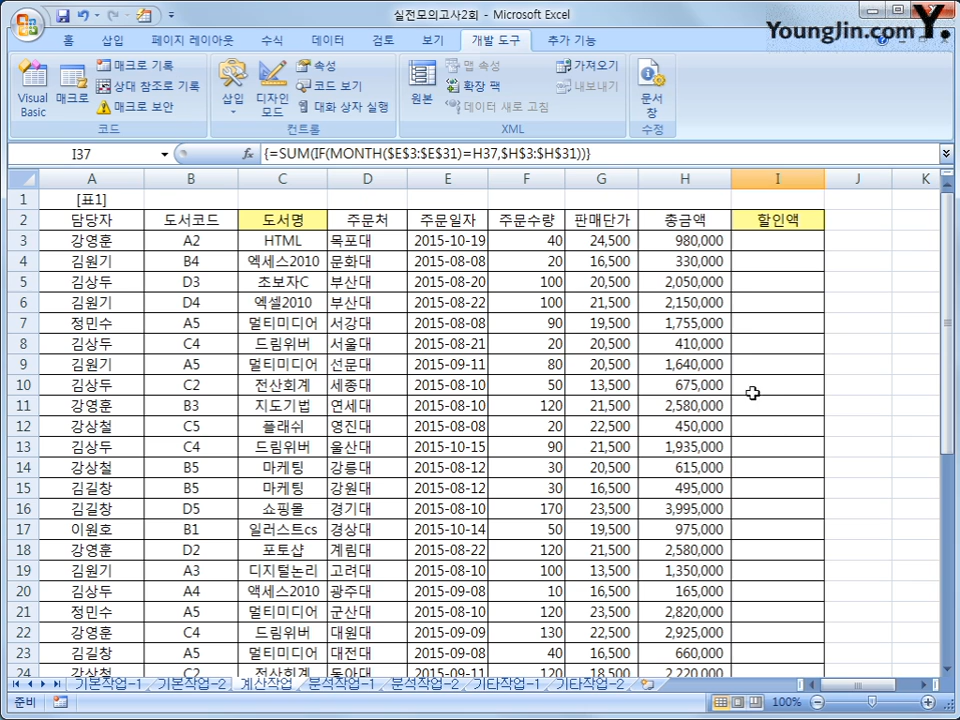 실전모의고사2회 - Microsoft Excel
YoungJin.com Y.
홈 삽입 페이지 레이아웃 수식 데이터 검토 보기 개발 도구 추가 기능
Visual Basic
매크로
매크로 기록
상대 참조로 기록
매크로 보안
코드
삽입
디자인 모드
속성
코드 보기
대화 상자 실행
컨트롤
원본
맵 속성
확장 팩
데이터 새로 고침
가져오기
내보내기
XML
문서 창
수정
I37 fx {=SUM(IF(MONTH($E$3:$E$31)=H37,$H$3:$H$31))}
A B C D E F G H I J K
1 [표1]
2 담당자 도서코드 도서명 주문처 주문일자 주문수량 판매단가 총금액 할인액
3 강영훈 A2 HTML 목포대 2015-10-19 40 24,500 980,000
4 김원기 B4 엑세스2010 문화대 2015-08-08 20 16,500 330,000
5 김상두 D3 초보자C 부산대 2015-08-20 100 20,500 2,050,000
6 김원기 D4 엑셀2010 부산대 2015-08-22 100 21,500 2,150,000
7 정민수 A5 멀티미디어 서강대 2015-08-08 90 19,500 1,755,000
8 김상두 C4 드림위버 서울대 2015-08-21 20 20,500 410,000
9 김원기 A5 멀티미디어 선문대 2015-09-11 80 20,500 1,640,000
10 김상두 C2 전산회계 세종대 2015-08-10 50 13,500 675,000
11 강영훈 B3 지도기법 연세대 2015-08-10 120 21,500 2,580,000
12 강상철 C5 플래쉬 영진대 2015-08-08 20 22,500 450,000
13 김상두 C4 드림위버 울산대 2015-10-15 90 21,500 1,935,000
14 강상철 B5 마케팅 강릉대 2015-08-12 30 20,500 615,000
15 김길창 B5 마케팅 강원대 2015-08-12 30 16,500 495,000
16 김길창 D5 쇼핑몰 경기대 2015-08-10 170 23,500 3,995,000
17 이원호 B1 일러스트cs 경상대 2015-10-14 50 19,500 975,000
18 강영훈 D2 포토샵 계림대 2015-08-22 120 21,500 2,580,000
19 김원기 A3 디지털논리 고려대 2015-08-10 100 13,500 1,350,000
20 김상두 A4 액세스2010 광주대 2015-09-08 10 16,500 165,000
21 정민수 A5 멀티미디어 군산대 2015-08-10 120 23,500 2,820,000
22 강영훈 C4 드림위버 대원대 2015-09-09 130 22,500 2,925,000
23 김길창 A5 멀티미디어 대전대 2015-09-08 40 16,500 660,000
24 강상철 C2 전산회계 동아대 2015-09-11 120 18,500 2,220,000
기본작업-1 기본작업-2 계산작업 분석작업-1 분석작업-2 기타작업-1 기타작업-2
준비 100%